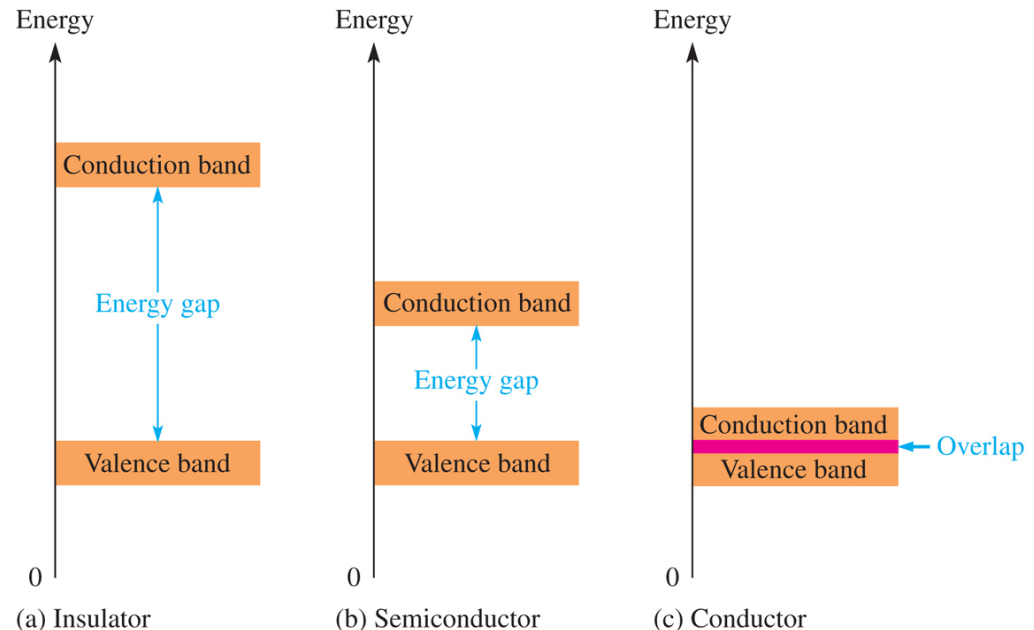 Energy
Conduction band
Energy gap
Valence band
0
(a) Insulator
Energy
Conduction band
Energy gap
Valence band
0
(b) Semiconductor
Energy
Conduction band
Overlap
Valence band
0
(c) Conductor